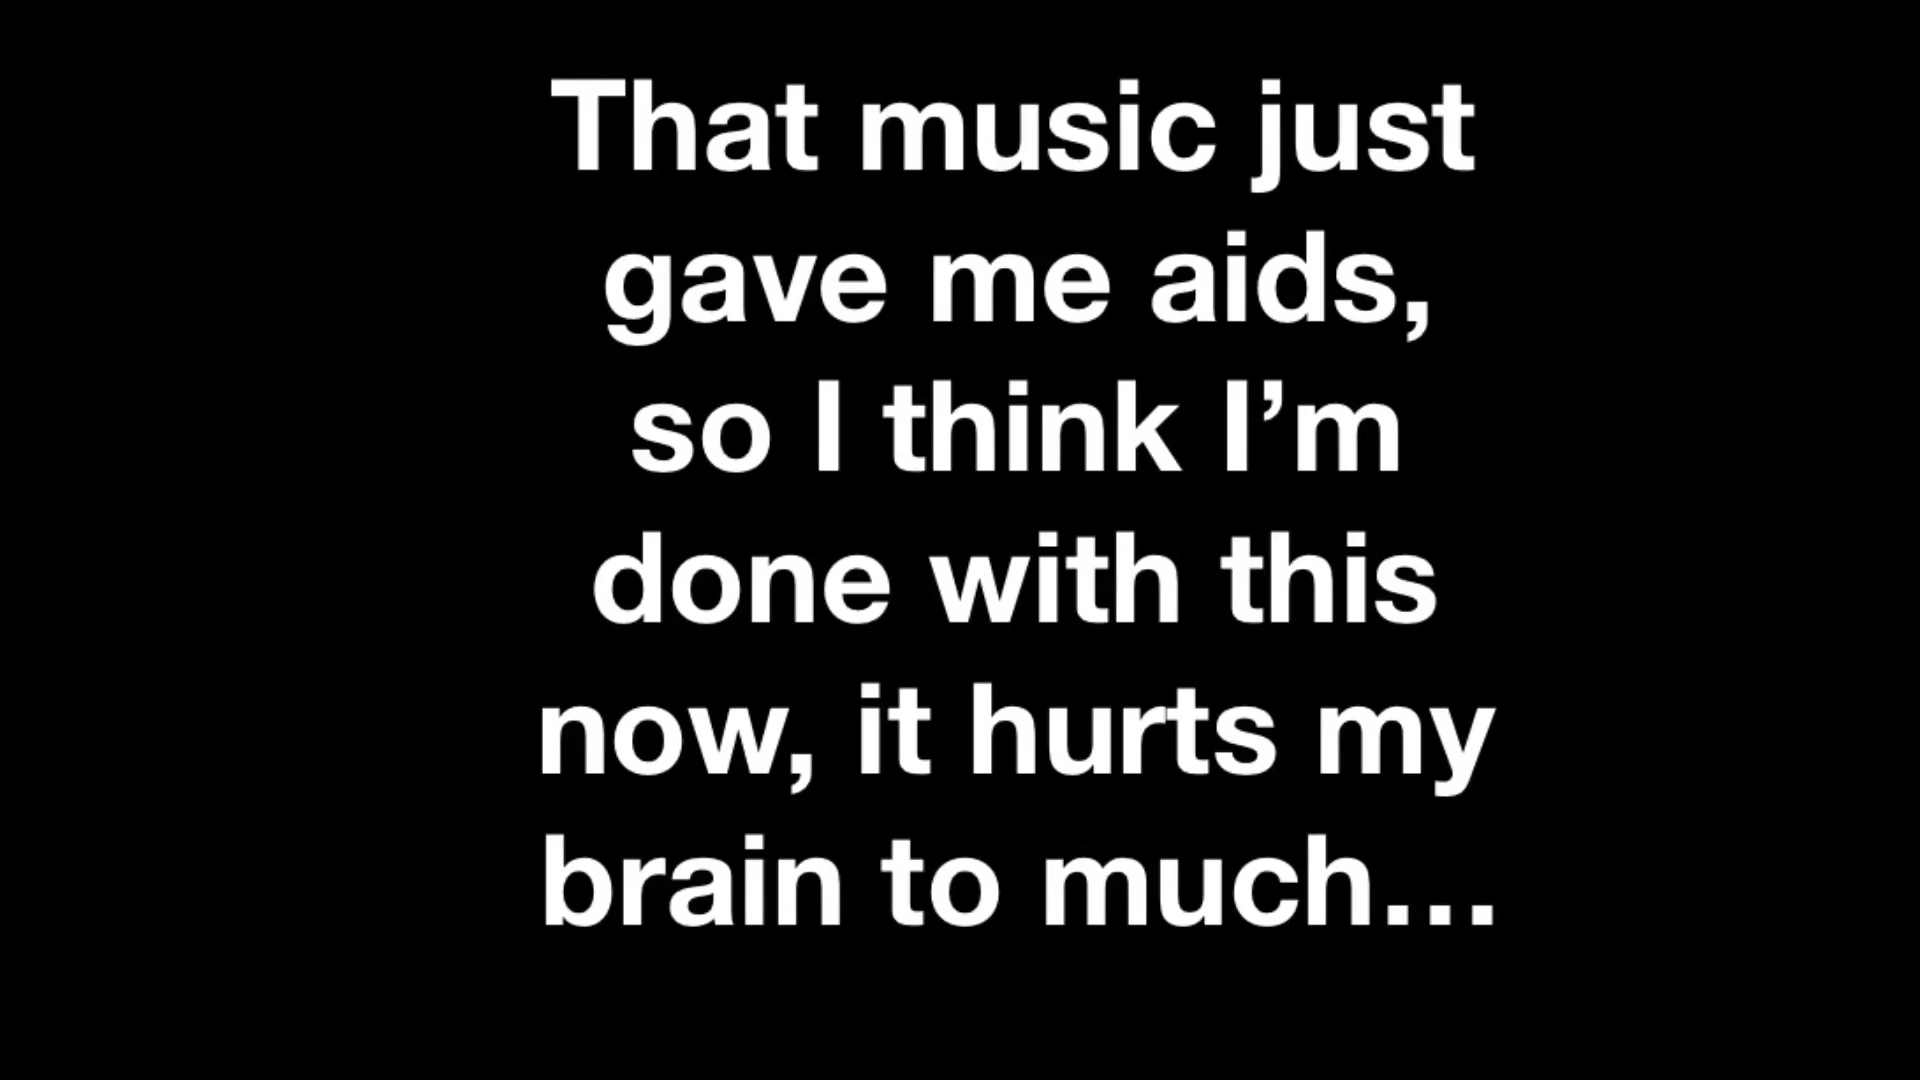 That music just
gave me aids,
so I think I’m
done with this
now, it hurts my
brain to much...